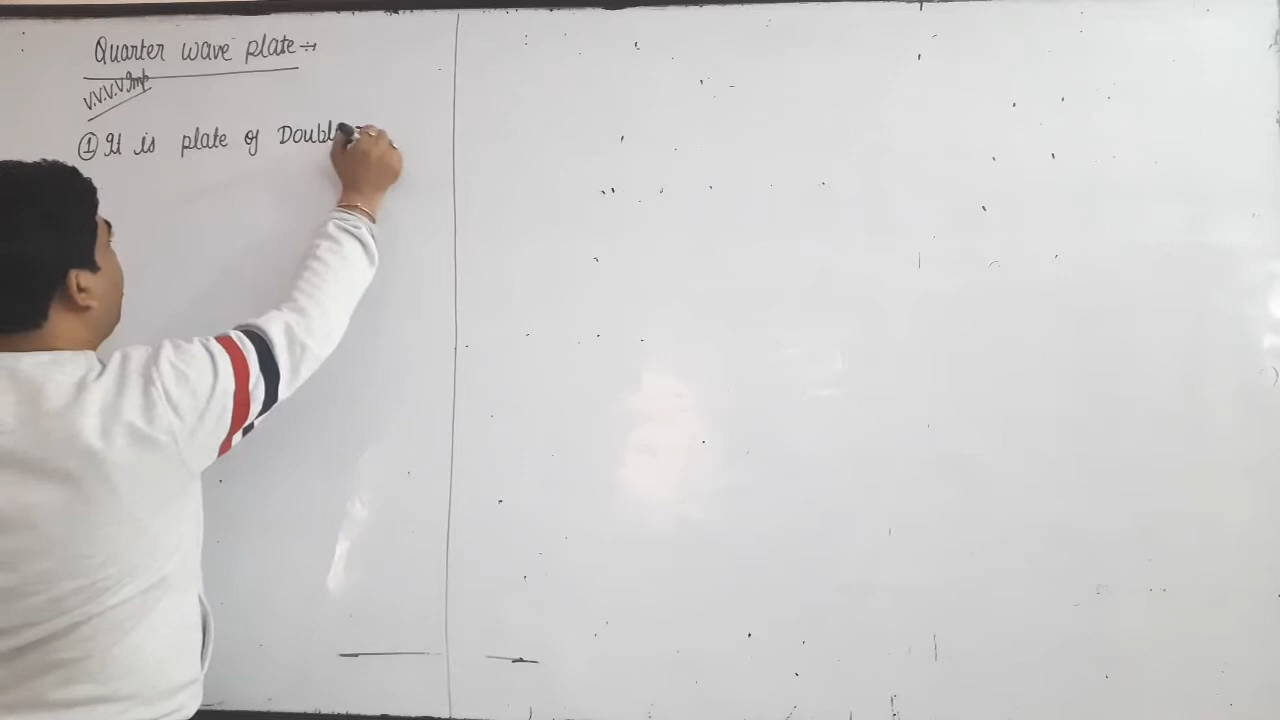 Quarter wave plate ÷
V.V.V.V Imp
① It is plate of Doubl